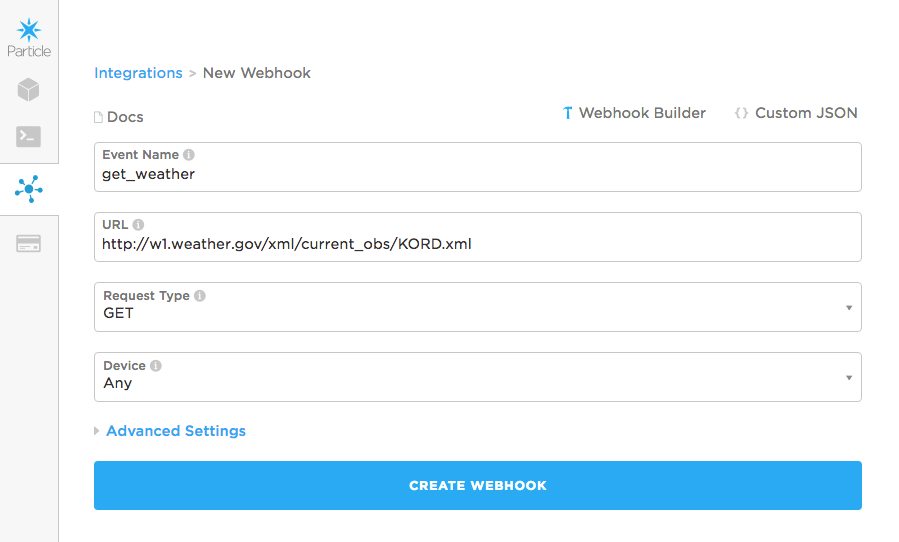 Particle
Integrations > New Webhook
Docs
Webhook Builder
{} Custom JSON
Event Name
get_weather
URL
http://w1.weather.gov/xml/current_obs/KORD.xml
Request Type
GET
Device
Any
Advanced Settings
CREATE WEBHOOK